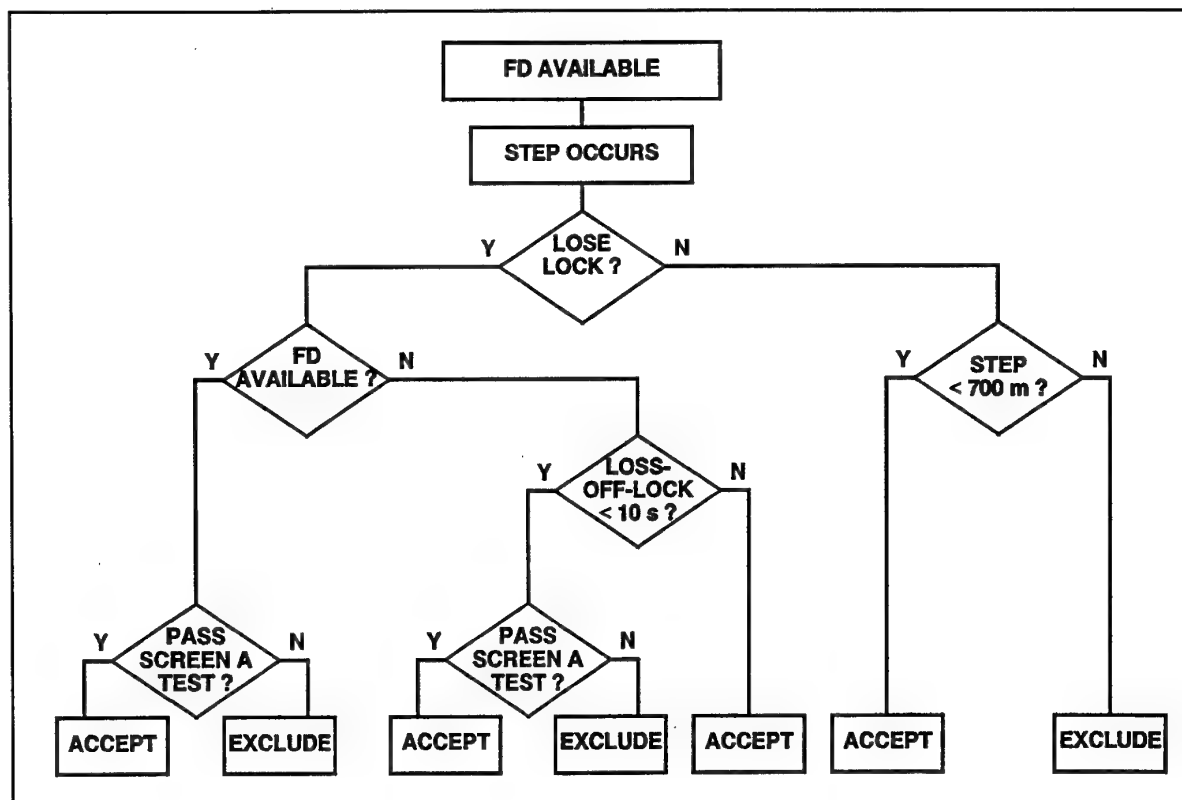 FD AVAILABLE
STEP OCCURS
Y
LOSE
LOCK ?
N
Y
FD
AVAILABLE ?
N
Y
STEP
< 700 m ?
N
Y
LOSS-
OFF-LOCK
< 10 s ?
N
Y
PASS
SCREEN A
TEST ?
N
Y
PASS
SCREEN A
TEST ?
N
ACCEPT
EXCLUDE
ACCEPT
EXCLUDE
ACCEPT
ACCEPT
EXCLUDE